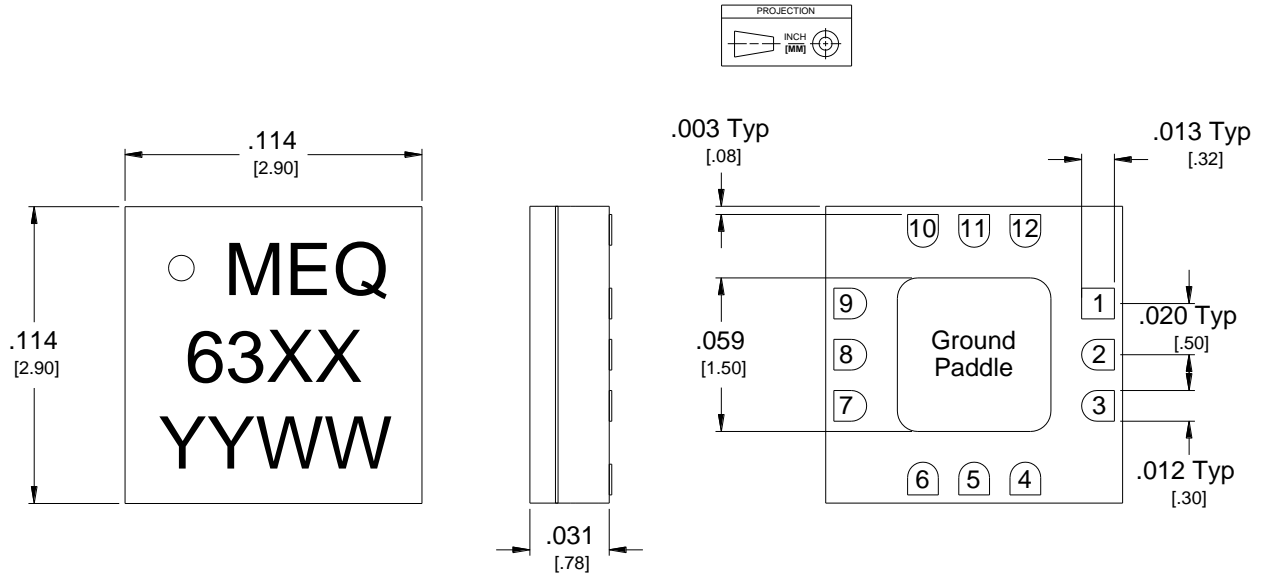 PROJECTION
INCH
[MM]
.114
[2.90]
.114
[2.90]
MEQ
63XX
YYWW
.031
[.78]
.003 Typ
[.08]
.013 Typ
[.32]
10 11 12
9
8
7
.059
[1.50]
Ground
Paddle
1
2
3
.020 Typ
[.50]
.012 Typ
[.30]
6 5 4